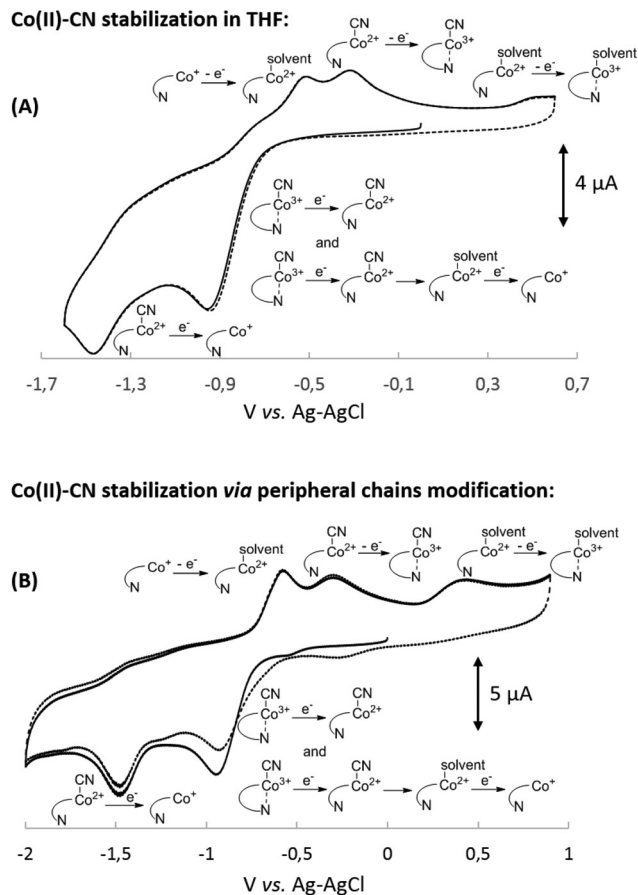 Co(II)-CN stabilization in THF:
(A)
Co⁺ - e⁻ solvent Co²⁺
N N
CN Co²⁺ - e⁻ CN Co³⁺
N N
solvent Co²⁺ - e⁻ solvent Co³⁺
N N
4 µA
CN Co³⁺ e⁻ CN Co²⁺
N N
and
CN Co³⁺ e⁻ CN Co²⁺ solvent Co²⁺ e⁻ Co⁺
N N N N
CN Co²⁺ e⁻ Co⁺
N N
-1,7 -1,3 -0,9 -0,5 -0,1 0,3 0,7
V vs. Ag-AgCl
Co(II)-CN stabilization via peripheral chains modification:
(B)
Co⁺ - e⁻ solvent Co²⁺
N N
CN Co²⁺ - e⁻ CN Co³⁺
N N
solvent Co²⁺ - e⁻ solvent Co³⁺
N N
5 µA
CN Co³⁺ e⁻ CN Co²⁺
N N
and
CN Co³⁺ e⁻ CN Co²⁺ solvent Co²⁺ e⁻ Co⁺
N N N N
CN Co²⁺ e⁻ Co⁺
N N
-2 -1,5 -1 -0,5 0 0,5 1
V vs. Ag-AgCl